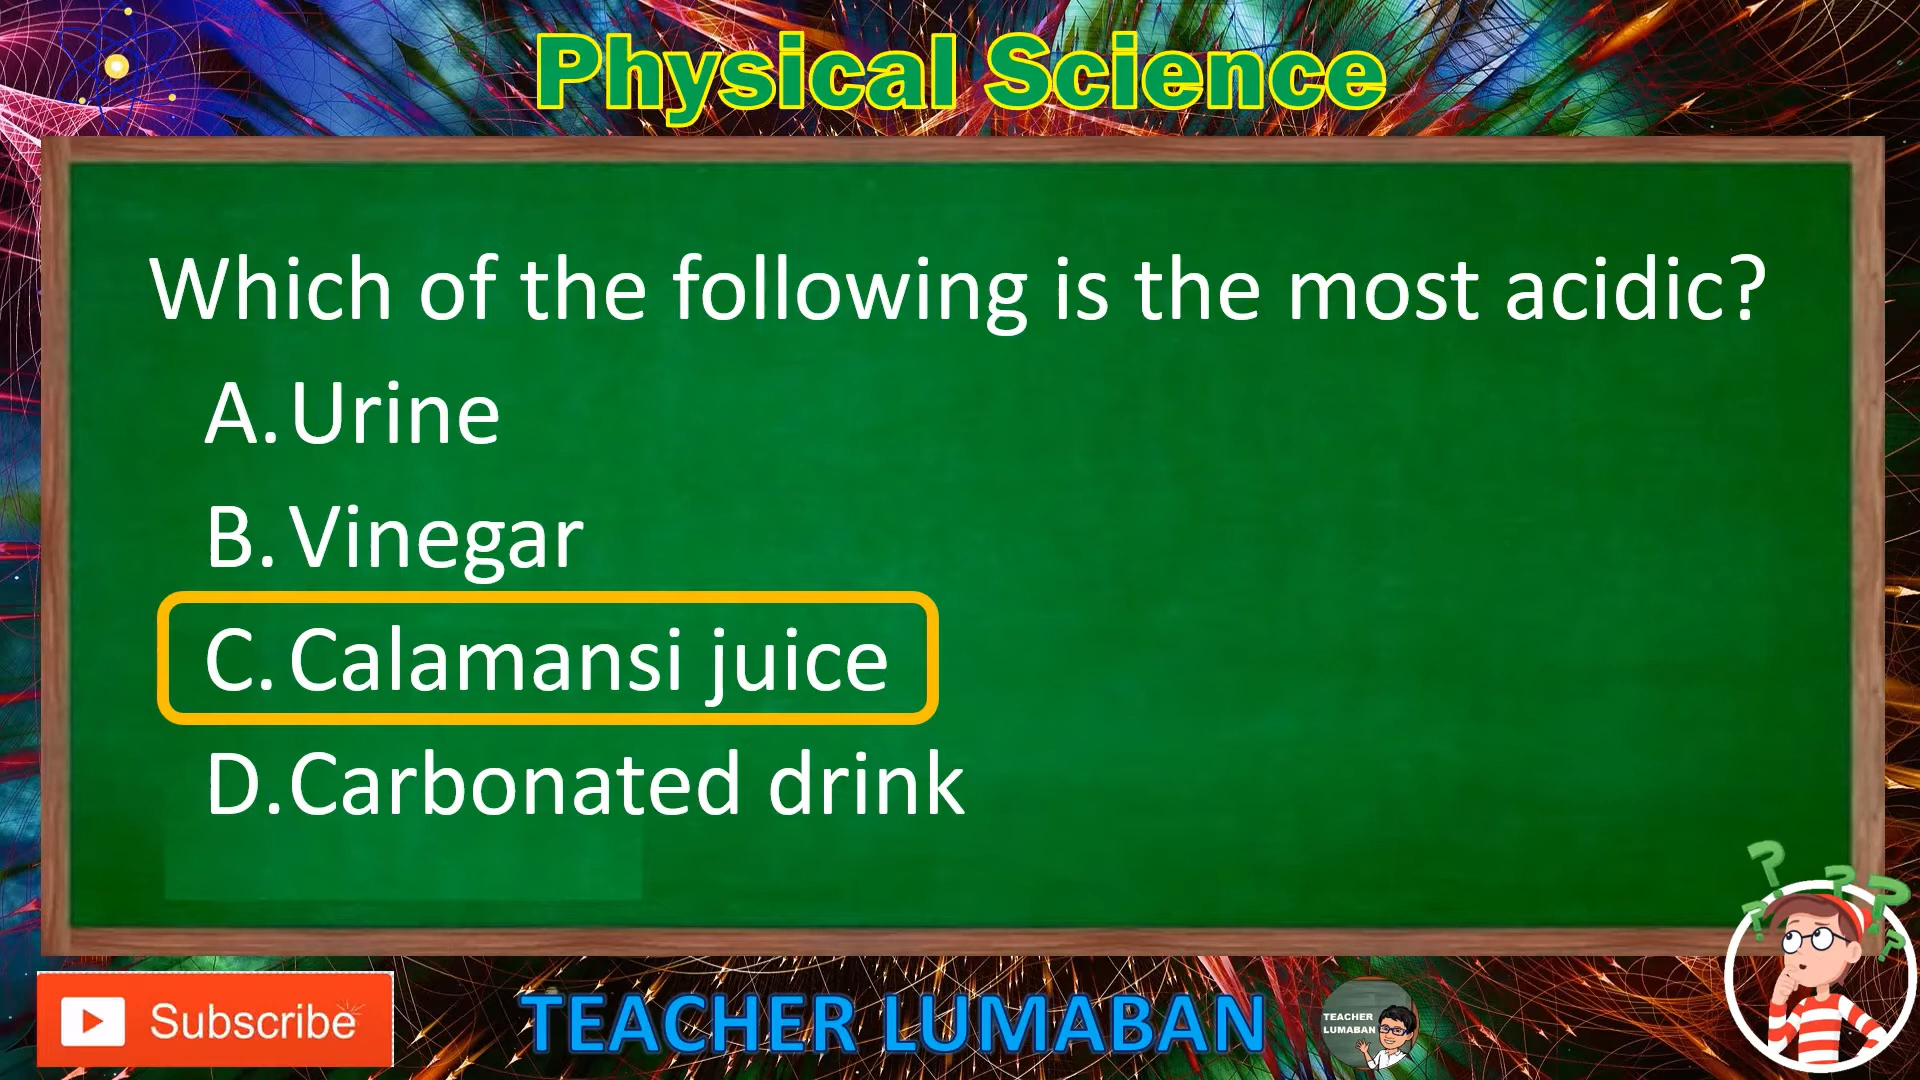 Physical Science
Which of the following is the most acidic?
A. Urine
B. Vinegar
C. Calamansi juice
D. Carbonated drink
Subscribe
TEACHER LUMABAN
TEACHER
LUMABAN